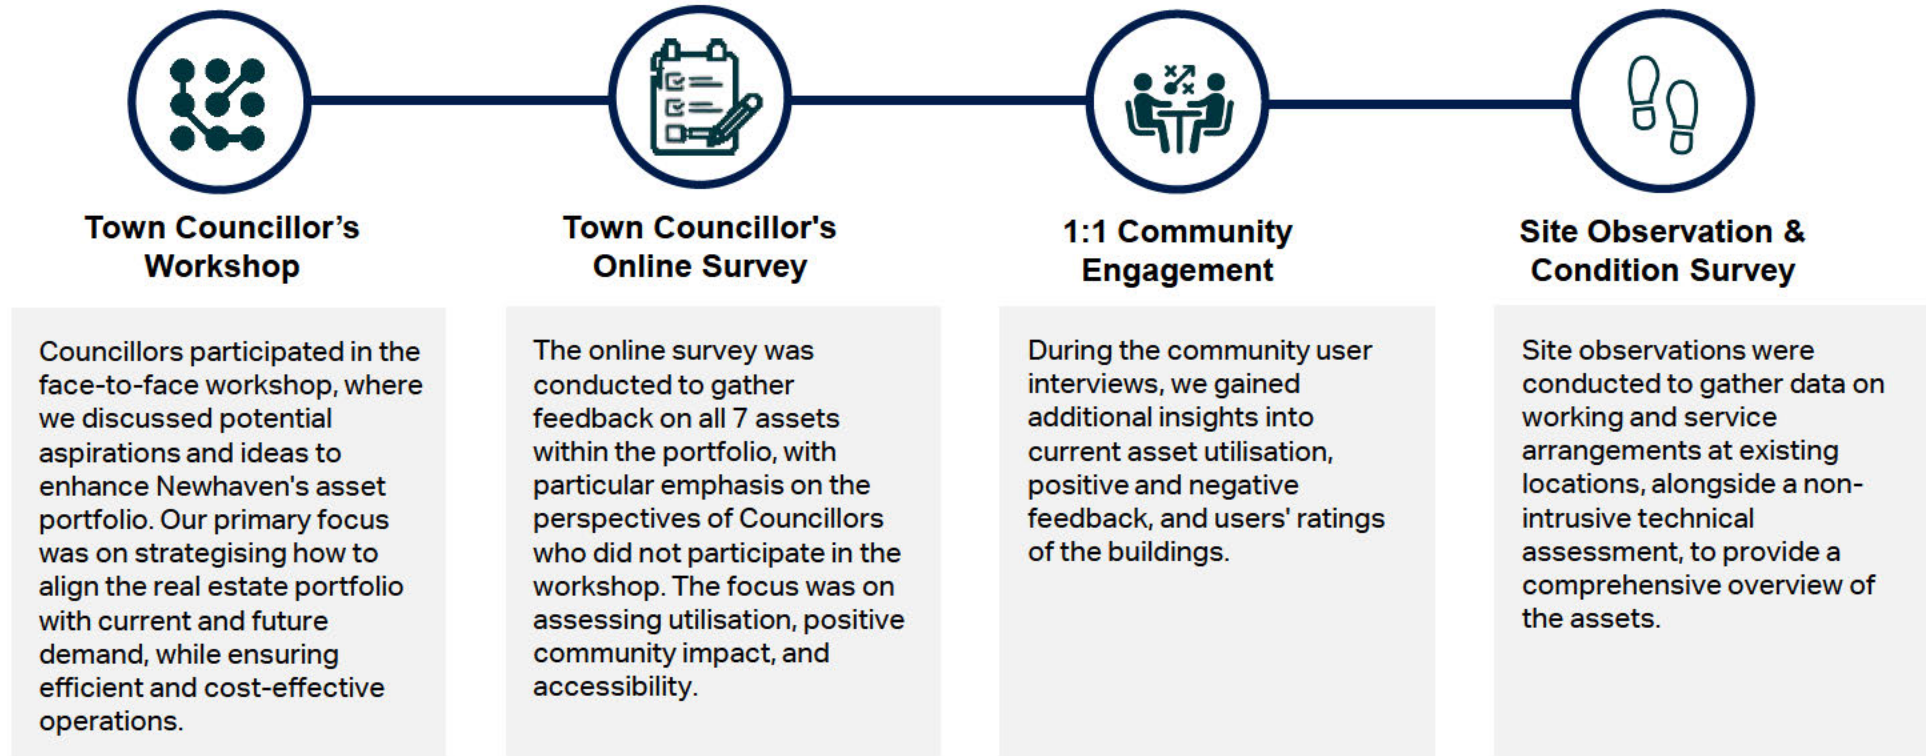 Town Councillor’s
Workshop
Councillors participated in the
face-to-face workshop, where
we discussed potential
aspirations and ideas to
enhance Newhaven's asset
portfolio. Our primary focus
was on strategising how to
align the real estate portfolio
with current and future
demand, while ensuring
efficient and cost-effective
operations.
Town Councillor's
Online Survey
The online survey was
conducted to gather
feedback on all 7 assets
within the portfolio, with
particular emphasis on the
perspectives of Councillors
who did not participate in the
workshop. The focus was on
assessing utilisation, positive
community impact, and
accessibility.
1:1 Community
Engagement
During the community user
interviews, we gained
additional insights into
current asset utilisation,
positive and negative
feedback, and users' ratings
of the buildings.
Site Observation &
Condition Survey
Site observations were
conducted to gather data on
working and service
arrangements at existing
locations, alongside a non-
intrusive technical
assessment, to provide a
comprehensive overview of
the assets.